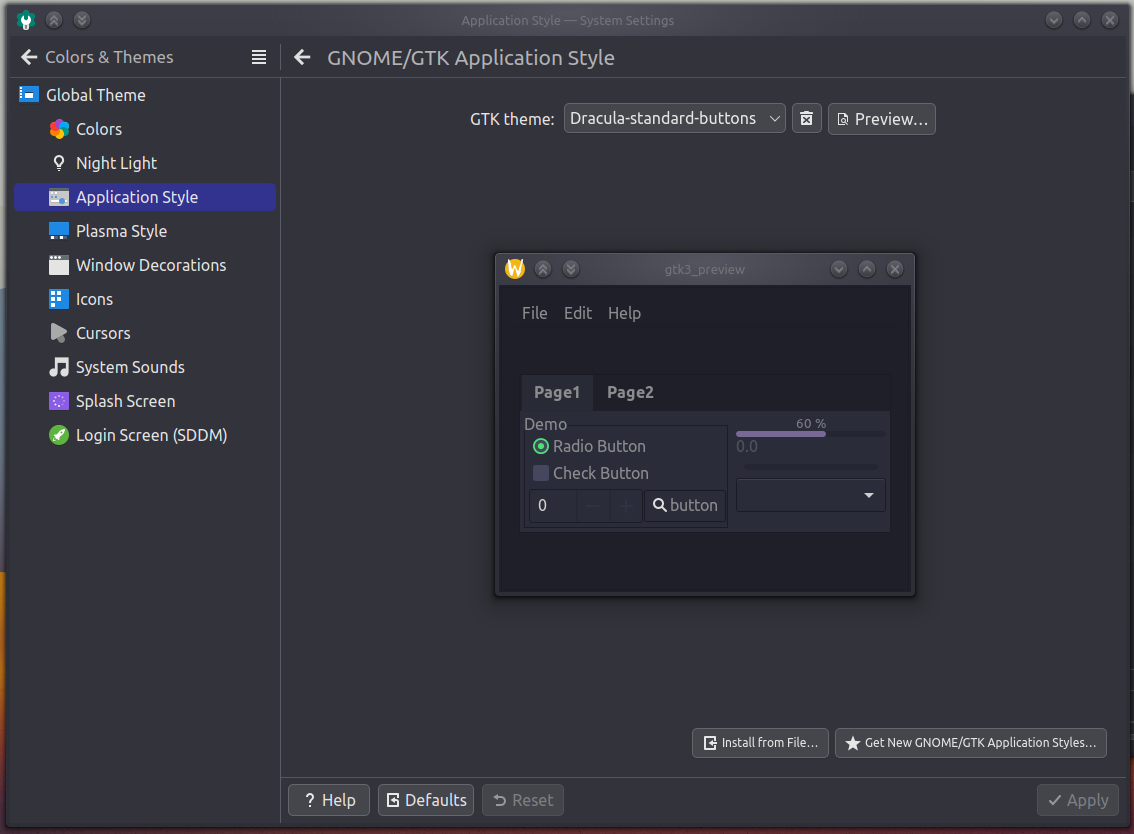 Application Style — System Settings
Colors & Themes
GNOME/GTK Application Style
Global Theme
Colors
Night Light
Application Style
Plasma Style
Window Decorations
Icons
Cursors
System Sounds
Splash Screen
Login Screen (SDDM)
GTK theme: Dracula-standard-buttons Preview...
gtk3_preview
File Edit Help
Page1 Page2
Demo
Radio Button
Check Button
0 button
60 %
0.0
Install from File... Get New GNOME/GTK Application Styles...
? Help Defaults Reset Apply